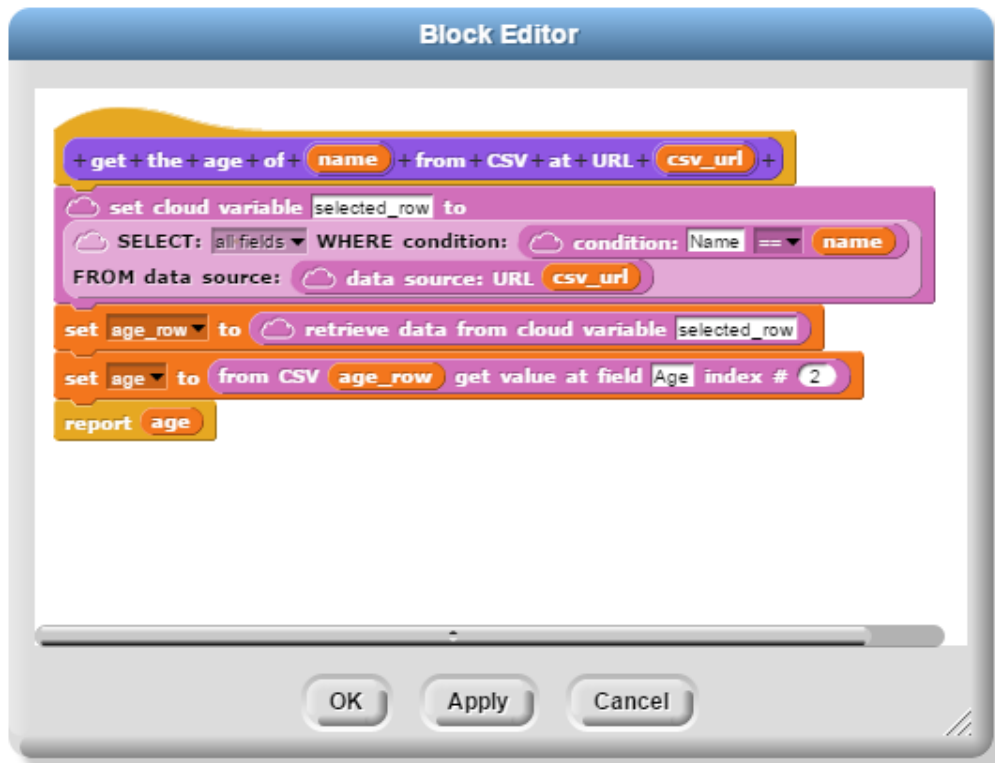 Block Editor
+ get + the + age + of + name + from + CSV + at + URL + csv_url +
set cloud variable selected_row to
SELECT: all fields WHERE condition: condition: Name == name
FROM data source: data source: URL csv_url
set age_row to retrieve data from cloud variable selected_row
set age to from CSV age_row get value at field Age index # 2
report age
OK Apply Cancel